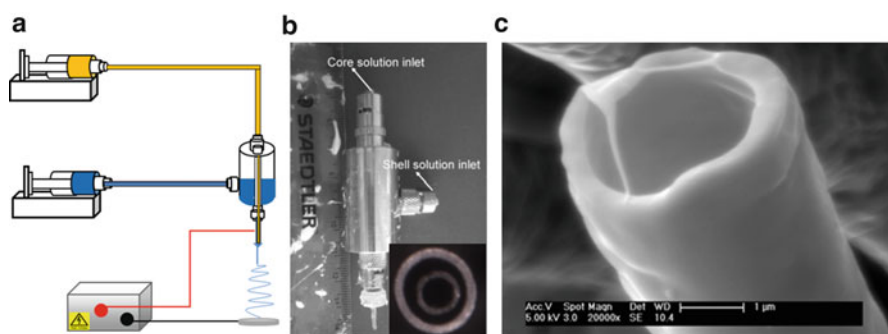 a
b
c
Core solution inlet
Shell solution inlet
STAEDTLER
Acc.V Spot Magn Det WD
5.00 kV 3.0 20000x SE 10.4
1 µm